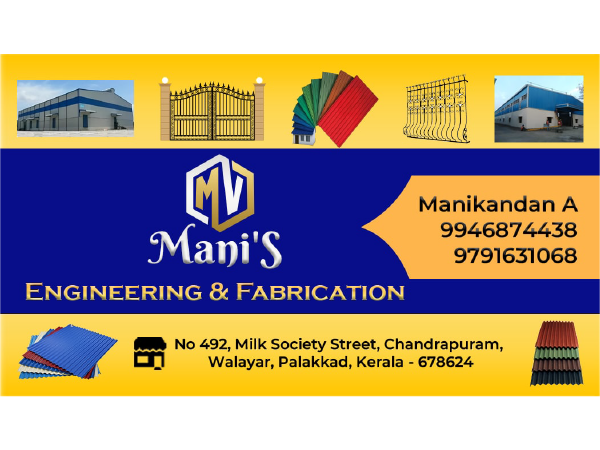 MV
Mani'S
Engineering & Fabrication
Manikandan A
9946874438
9791631068
No 492, Milk Society Street, Chandrapuram,
Walayar, Palakkad, Kerala - 678624